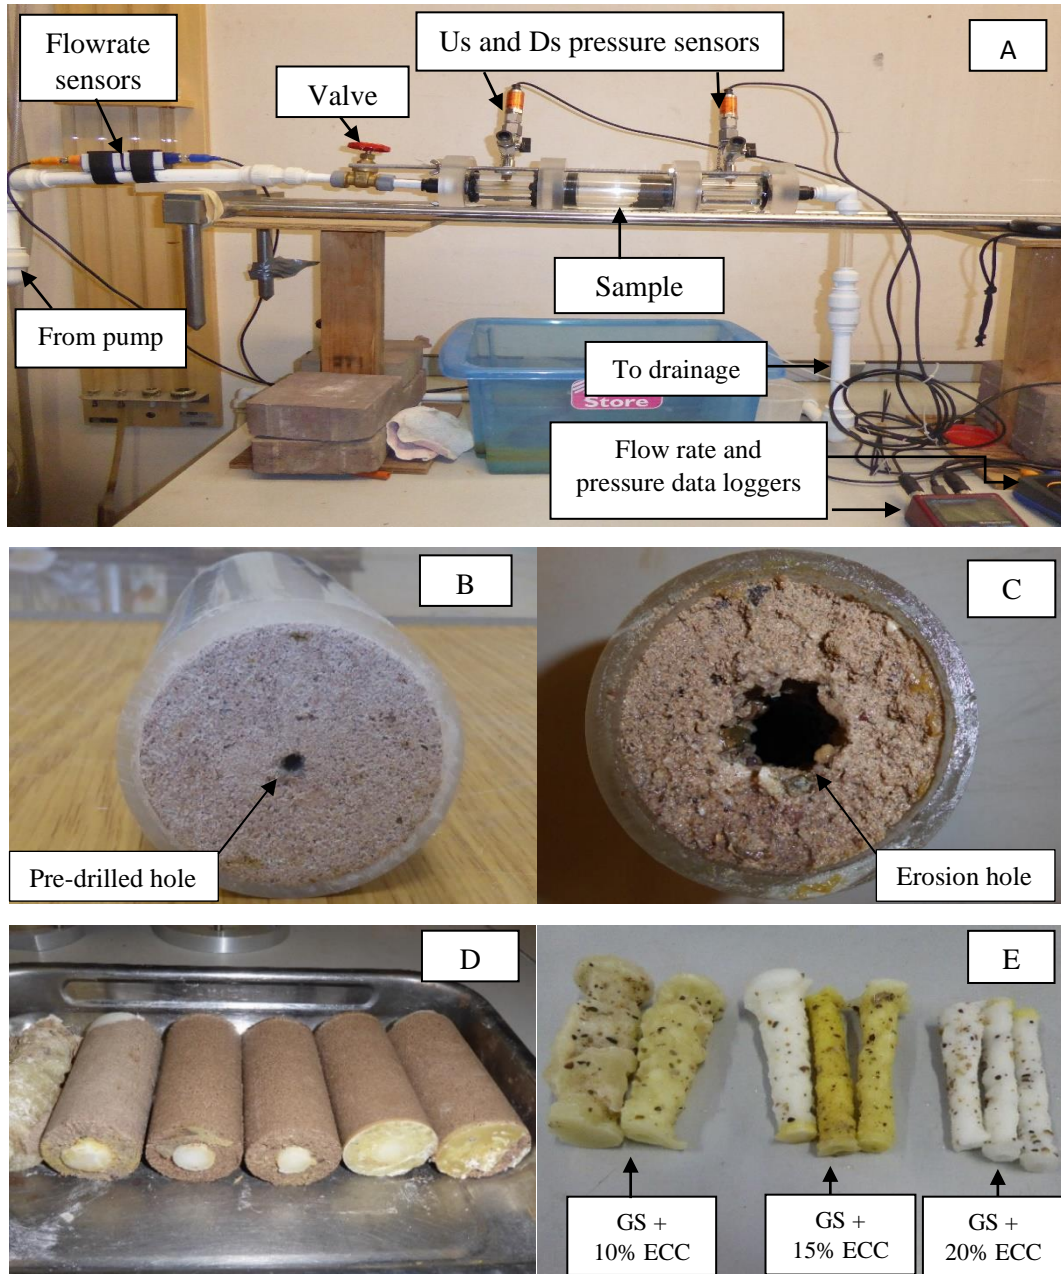 Flowrate
sensors
Us and Ds pressure sensors
A
Valve
Sample
From pump
To drainage
Store
Flow rate and
pressure data loggers
B
Pre-drilled hole
C
Erosion hole
D
E
GS +
10% ECC
GS +
15% ECC
GS +
20% ECC